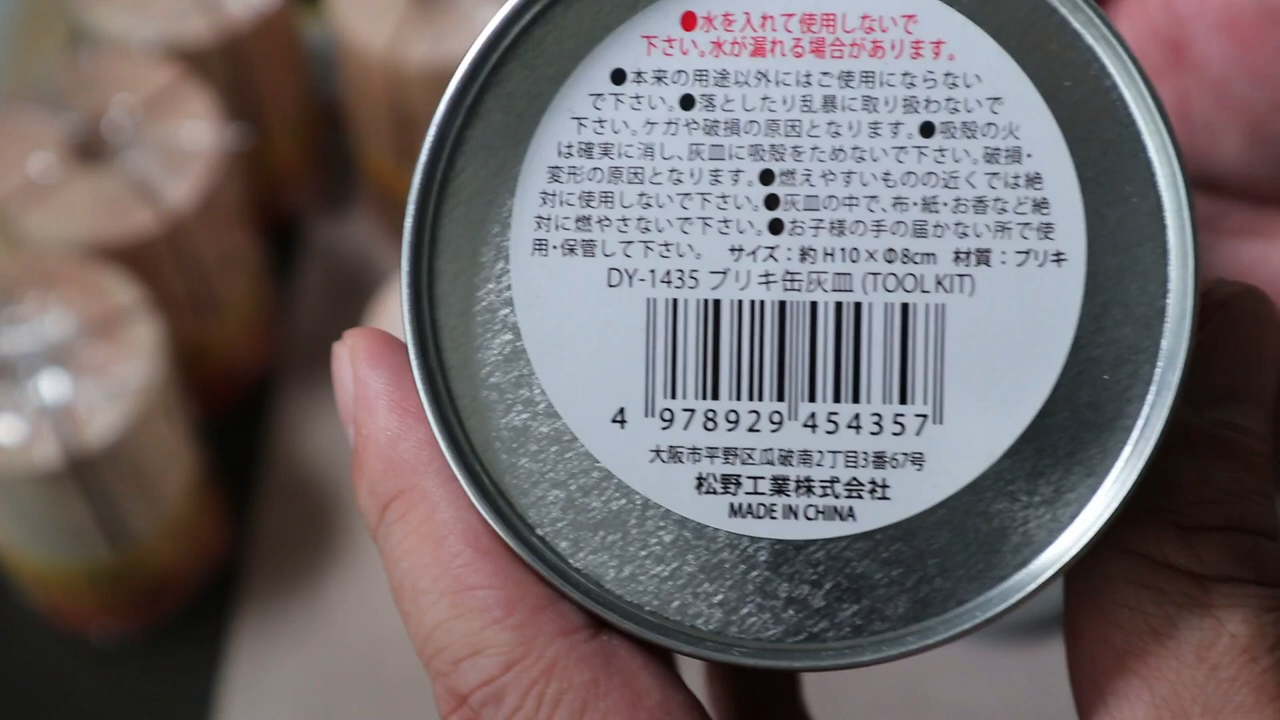 ●水を入れて使用しないで
下さい。水が漏れる場合があります。
●本来の用途以外にはご使用にならない
で下さい。●落としたり乱暴に取り扱わないで
下さい。ケガや破損の原因となります。●吸殻の火
は確実に消し、灰皿に吸殻をためないで下さい。破損・
変形の原因となります。●燃えやすいものの近くでは絶
対に使用しないで下さい。●灰皿の中で、布・紙・お香など絶
対に燃やさないで下さい。●お子様の手の届かない所で使
用・保管して下さい。 サイズ:約H10×Φ8cm 材質:ブリキ
DY-1435 ブリキ缶灰皿 (TOOL KIT)
4 978929 454357
大阪市平野区瓜破南2丁目3番67号
松野工業株式会社
MADE IN CHINA